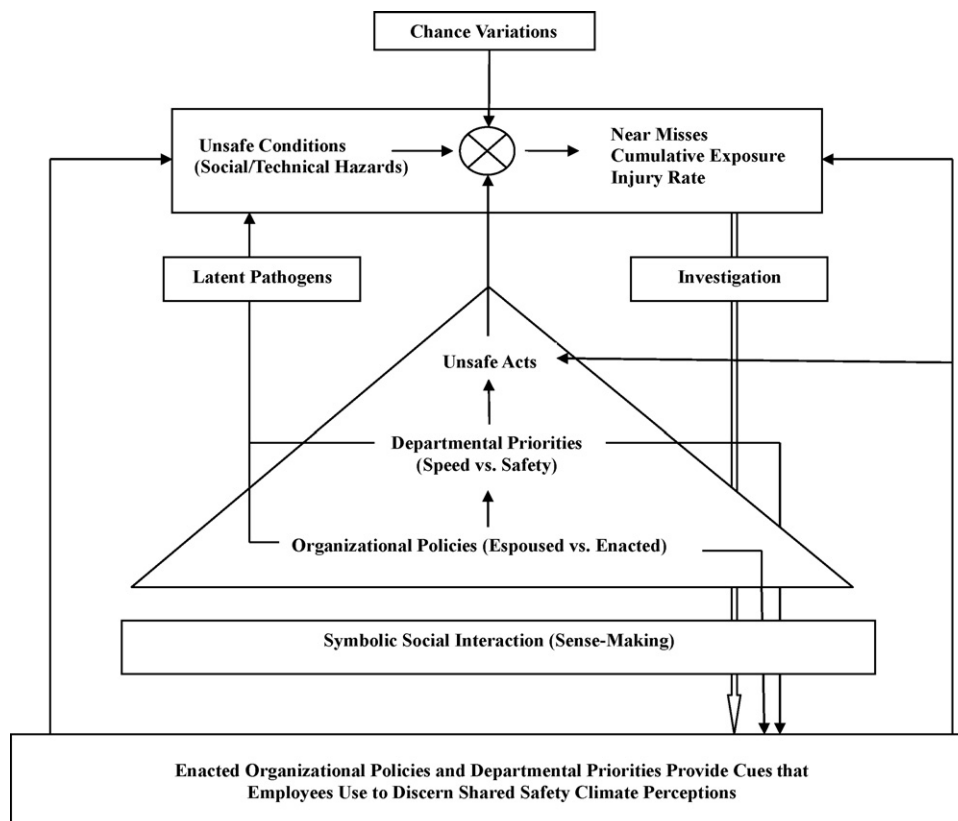 Chance Variations
Unsafe Conditions
(Social/Technical Hazards)
Near Misses
Cumulative Exposure
Injury Rate
Latent Pathogens
Investigation
Unsafe Acts
Departmental Priorities
(Speed vs. Safety)
Organizational Policies (Espoused vs. Enacted)
Symbolic Social Interaction (Sense-Making)
Enacted Organizational Policies and Departmental Priorities Provide Cues that
Employees Use to Discern Shared Safety Climate Perceptions